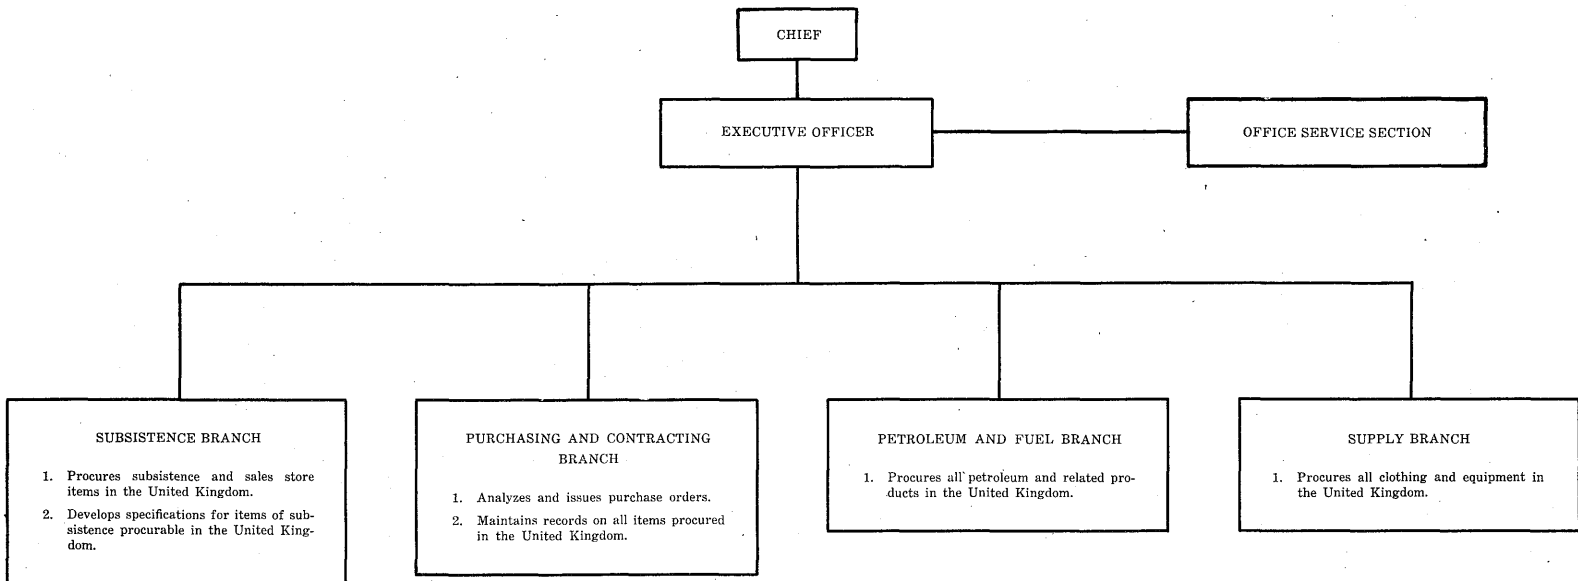 CHIEF
EXECUTIVE OFFICER
OFFICE SERVICE SECTION
SUBSISTENCE BRANCH
1. Procures subsistence and sales store
items in the United Kingdom.
2. Develops specifications for items of sub-
sistence procurable in the United King-
dom.
PURCHASING AND CONTRACTING
BRANCH
1. Analyzes and issues purchase orders.
2. Maintains records on all items procured
in the United Kingdom.
PETROLEUM AND FUEL BRANCH
1. Procures all petroleum and related pro-
ducts in the United Kingdom.
SUPPLY BRANCH
1. Procures all clothing and equipment in
the United Kingdom.